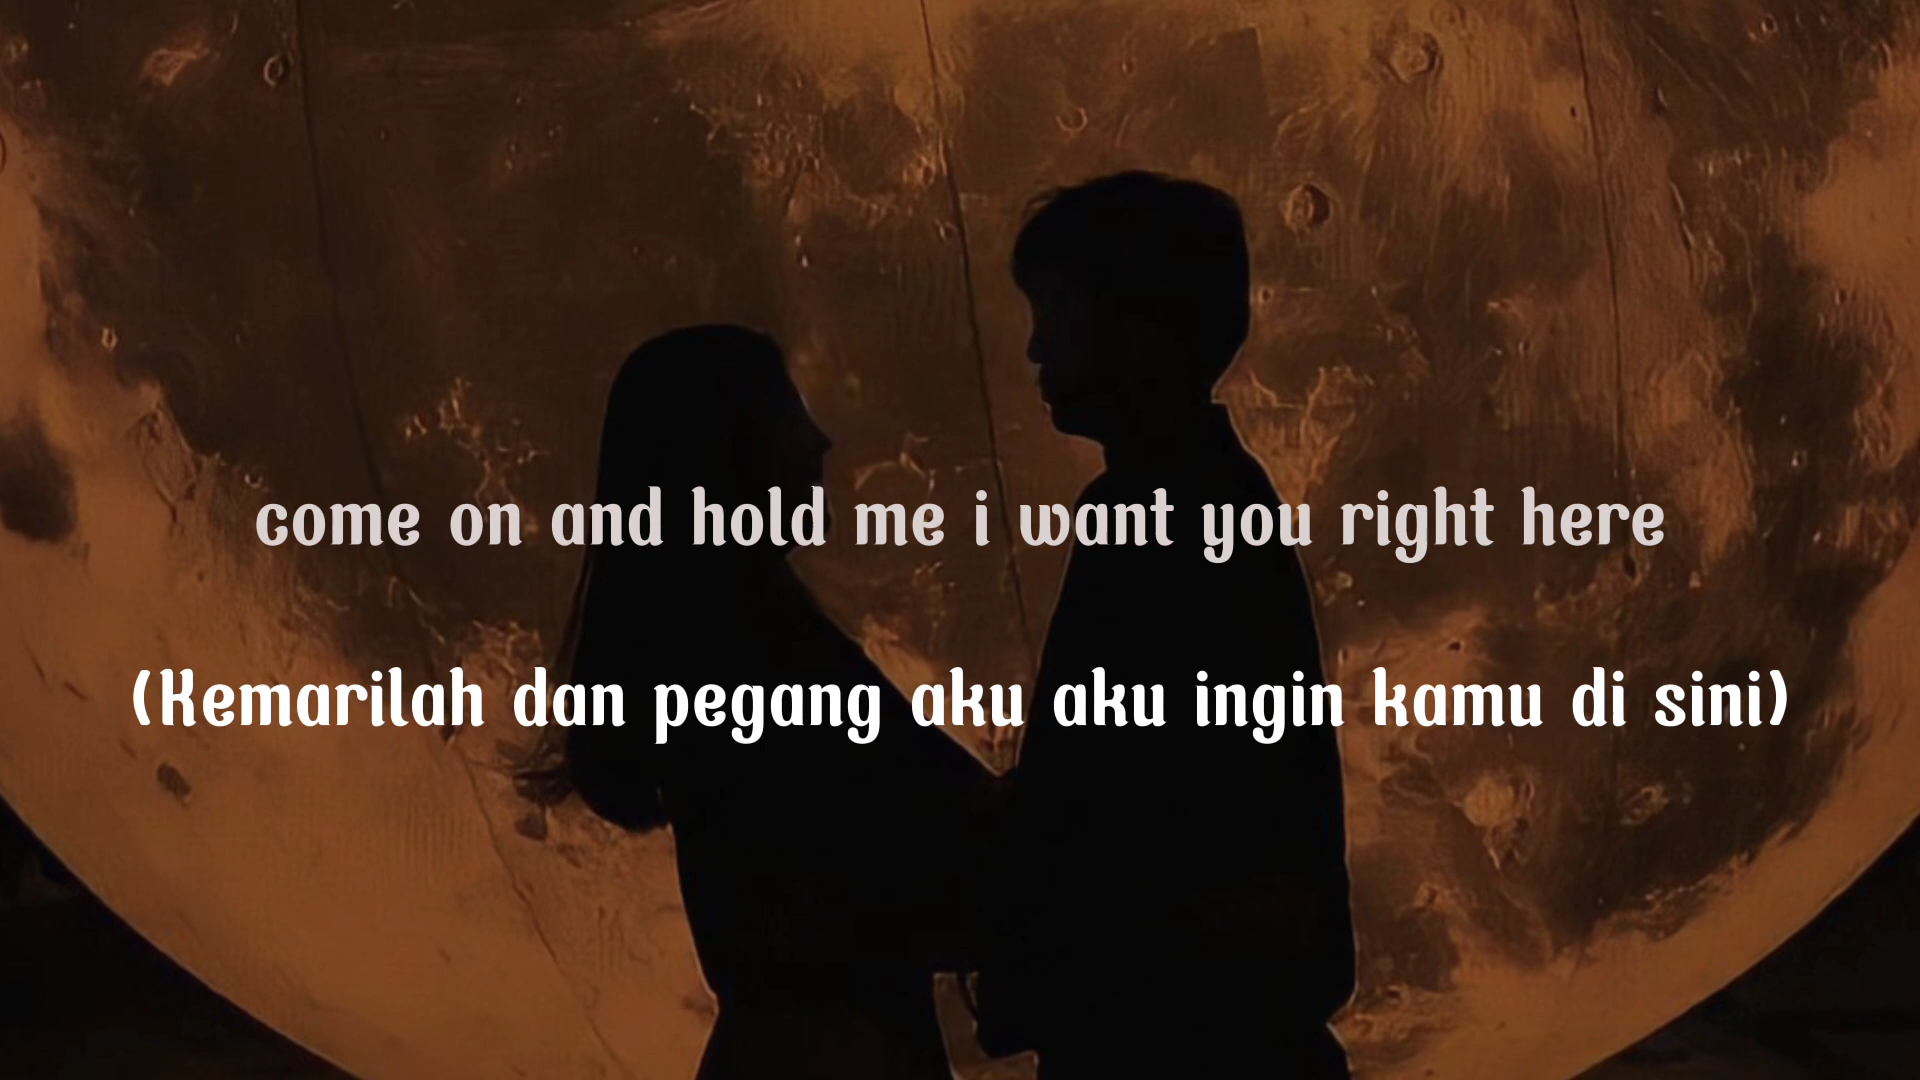 come on and hold me i want you right here
(Kemarilah dan pegang aku aku ingin kamu di sini)